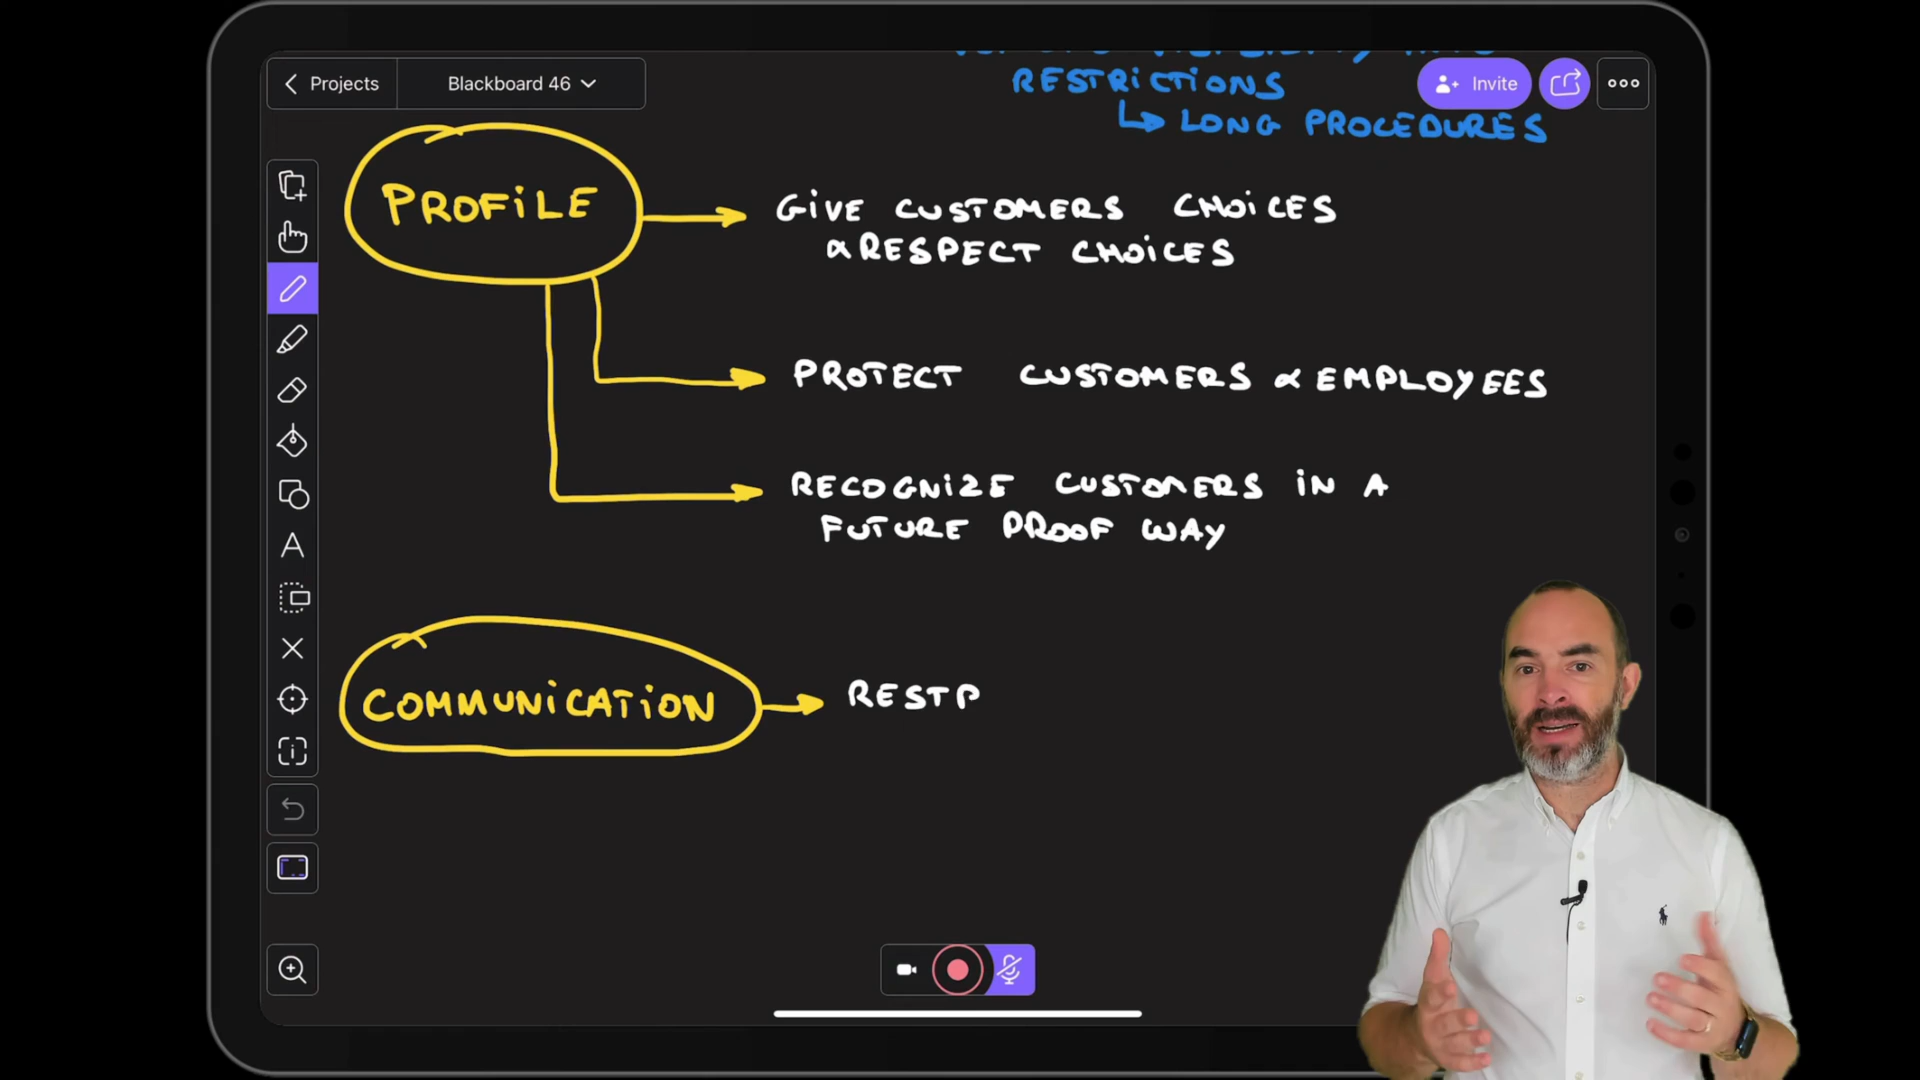 Projects
Blackboard 46
Invite
RESTRICTIONS
LONG PROCEDURES
PROFILE
GIVE CUSTOMERS CHOICES
& RESPECT CHOICES
PROTECT CUSTOMERS & EMPLOYEES
RECOGNIZE CUSTOMERS IN A
FUTURE PROOF WAY
COMMUNICATION
RESTP